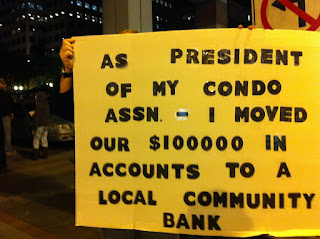 AS PRESIDENT
OF MY CONDO
ASSN. I MOVED
OUR $100000 IN
ACCOUNTS TO A
LOCAL COMMUNITY
BANK